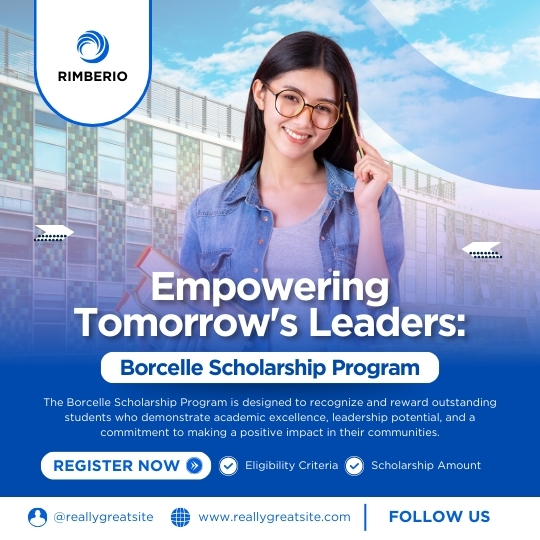 RIMBERIO
Empowering
Tomorrow's Leaders:
Borcelle Scholarship Program
The Borcelle Scholarship Program is designed to recognize and reward outstanding
students who demonstrate academic excellence, leadership potential, and a
commitment to making a positive impact in their communities.
REGISTER NOW
Eligibility Criteria
Scholarship Amount
@reallygreatsite
www.reallygreatsite.com
FOLLOW US